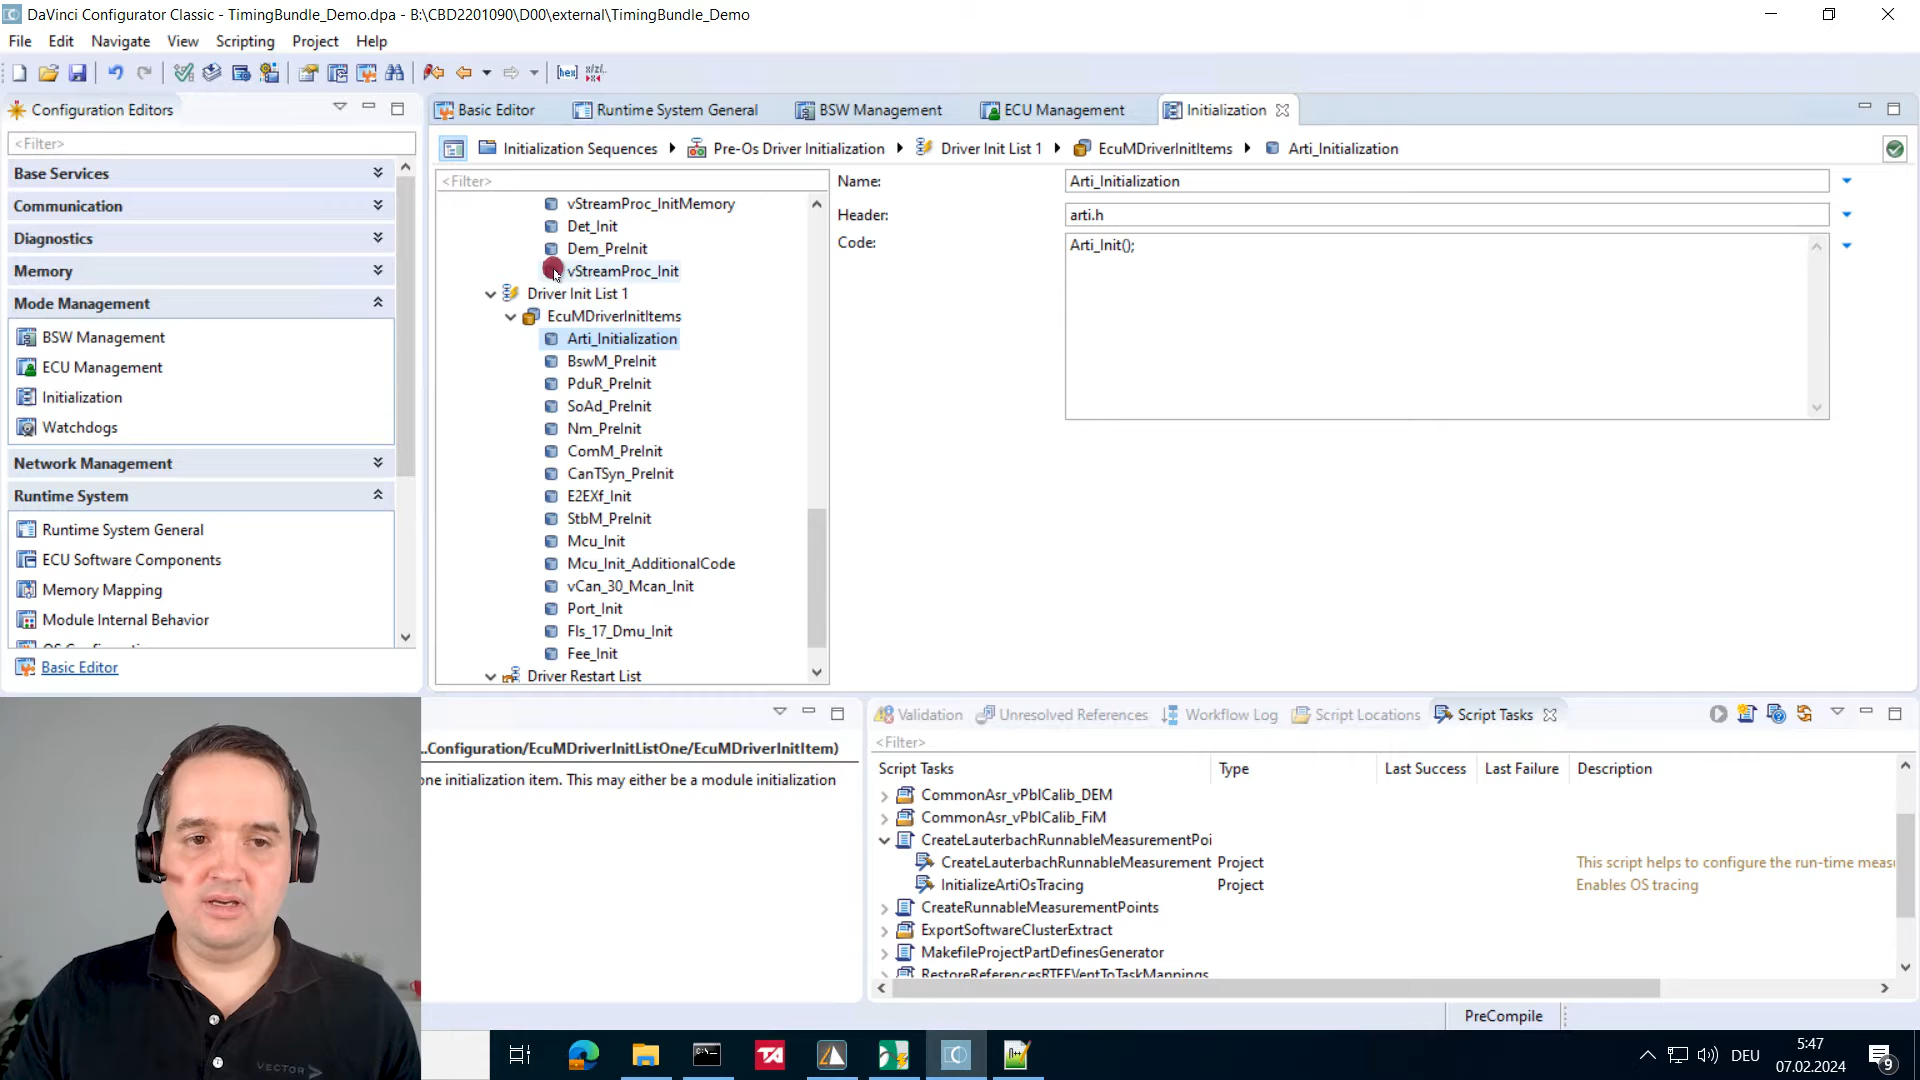 DaVinci Configurator Classic - TimingBundle_Demo.dpa - B:\CBD2201090\D00\external\TimingBundle_Demo
File Edit Navigate View Scripting Project Help
Configuration Editors
<Filter>
Base Services
Communication
Diagnostics
Memory
Mode Management
BSW Management
ECU Management
Initialization
Watchdogs
Network Management
Runtime System
Runtime System General
ECU Software Components
Memory Mapping
Module Internal Behavior
Basic Editor
Basic Editor Runtime System General BSW Management ECU Management Initialization
Initialization Sequences Pre-Os Driver Initialization Driver Init List 1 EcuMDriverInitItems Arti_Initialization
<Filter>
vStreamProc_InitMemory
Det_Init
Dem_PreInit
vStreamProc_Init
Driver Init List 1
EcuMDriverInitItems
Arti_Initialization
BswM_PreInit
PduR_PreInit
SoAd_PreInit
Nm_PreInit
ComM_PreInit
CanTSyn_PreInit
E2EXf_Init
StbM_PreInit
Mcu_Init
Mcu_Init_AdditionalCode
vCan_30_Mcan_Init
Port_Init
Fls_17_Dmu_Init
Fee_Init
Driver Restart List
Name: Arti_Initialization
Header: arti.h
Code: Arti_Init();
..Configuration/EcuMDriverInitListOne/EcuMDriverInitItem)
one initialization item. This may either be a module initialization
Validation Unresolved References Workflow Log Script Locations Script Tasks
<Filter>
Script Tasks Type Last Success Last Failure Description
CommonAsr_vPblCalib_DEM
CommonAsr_vPblCalib_FiM
CreateLauterbachRunnableMeasurementPoi
CreateLauterbachRunnableMeasurement Project This script helps to configure the run-time meas
InitializeArtiOsTracing Project Enables OS tracing
CreateRunnableMeasurementPoints
ExportSoftwareClusterExtract
MakefileProjectPartDefinesGenerator
RestoreReferencesRTEEventToTaskMappings
PreCompile
VECTOR
TA
DEU
5:47
07.02.2024
9